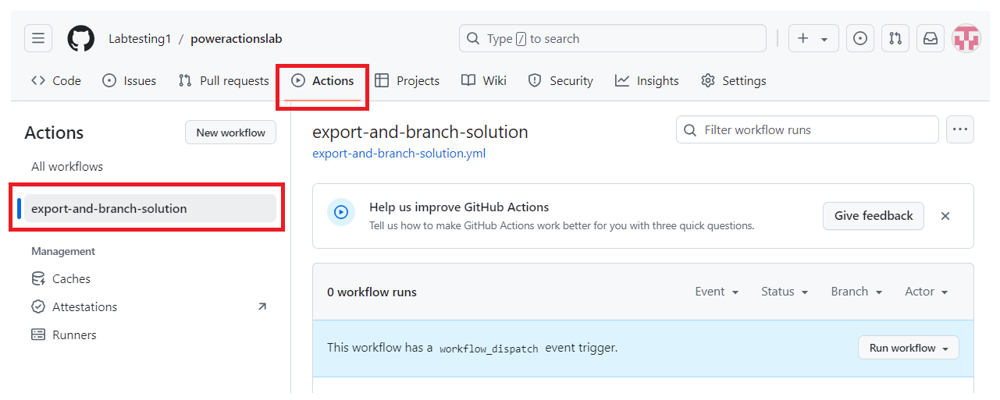 Labtesting1 / poweractionslab
Type / to search
Code Issues Pull requests Actions Projects Wiki Security Insights Settings
Actions
New workflow
All workflows
export-and-branch-solution
Management
Caches
Attestations
Runners
export-and-branch-solution
export-and-branch-solution.yml
Filter workflow runs
Help us improve GitHub Actions
Tell us how to make GitHub Actions work better for you with three quick questions.
Give feedback
0 workflow runs
Event Status Branch Actor
This workflow has a workflow_dispatch event trigger.
Run workflow